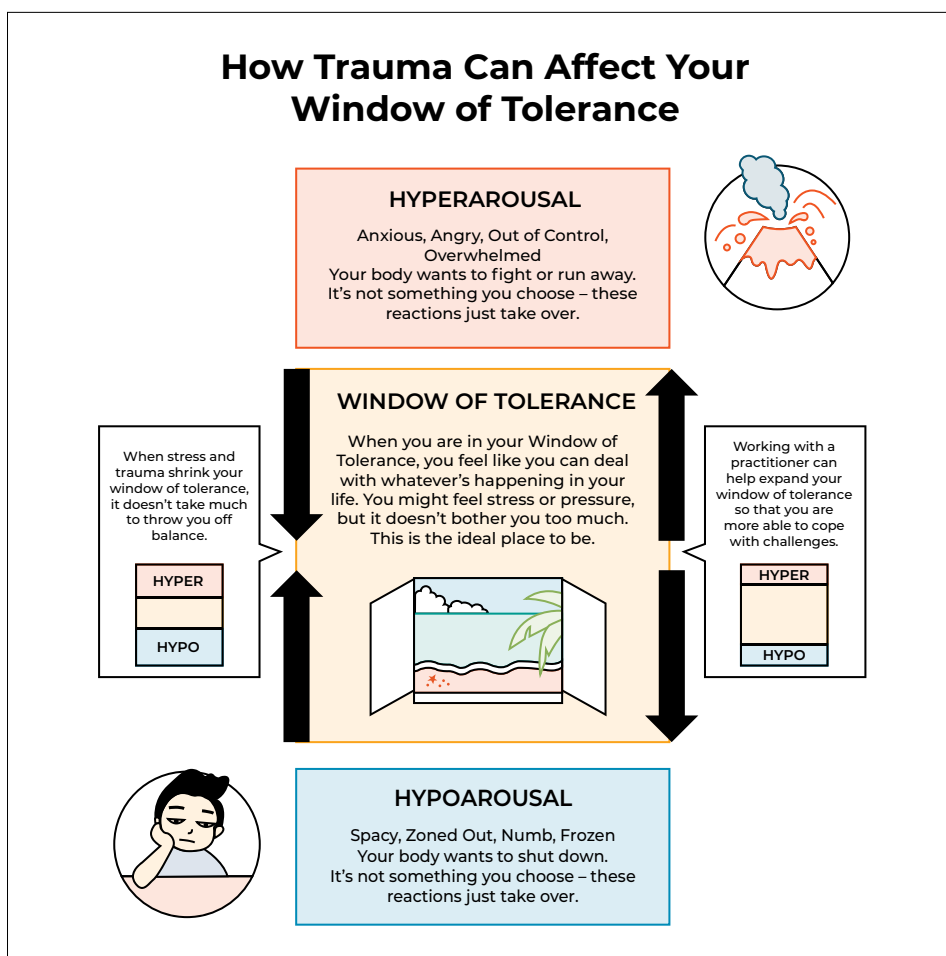 How Trauma Can Affect Your
Window of Tolerance
HYPERAROUSAL
Anxious, Angry, Out of Control,
Overwhelmed
Your body wants to fight or run away.
It’s not something you choose – these
reactions just take over.
WINDOW OF TOLERANCE
When you are in your Window of
Tolerance, you feel like you can deal
with whatever’s happening in your
life. You might feel stress or pressure,
but it doesn’t bother you too much.
This is the ideal place to be.
When stress and
trauma shrink your
window of tolerance,
it doesn’t take much
to throw you off
balance.
HYPER
HYPO
Working with a
practitioner can
help expand your
window of tolerance
so that you are
more able to cope
with challenges.
HYPER
HYPO
HYPOAROUSAL
Spacy, Zoned Out, Numb, Frozen
Your body wants to shut down.
It’s not something you choose – these
reactions just take over.